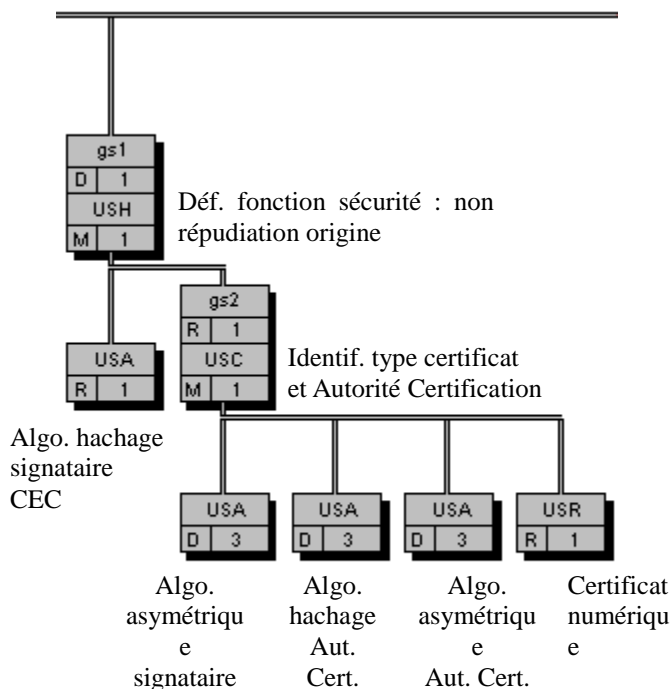 gs1
D 1
USH
M 1
Déf. fonction sécurité : non
répudiation origine
gs2
R 1
USC
M 1
Identif. type certificat
et Autorité Certification
USA
R 1
Algo. hachage
signataire
CEC
USA
D 3
USA
D 3
USA
D 3
USR
R 1
Algo.
asymétriqu
e
signataire
Algo.
hachage
Aut.
Cert.
Algo.
asymétriqu
e
Aut. Cert.
Certificat
numériqu
e